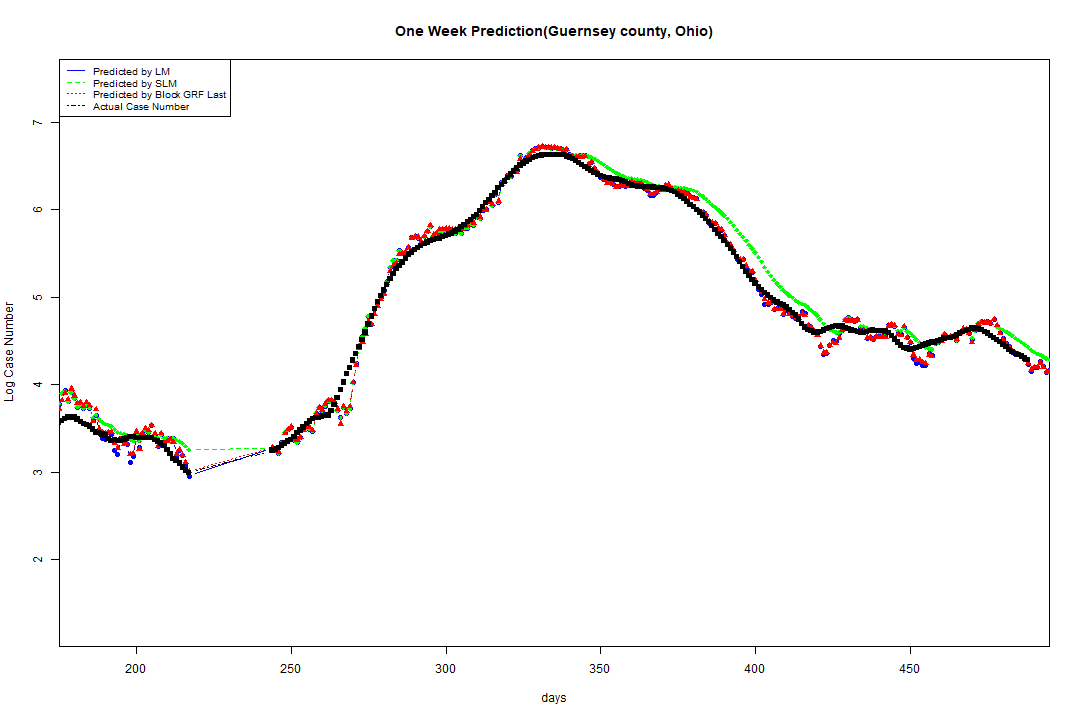 One Week Prediction(Guernsey county, Ohio)
Predicted by LM
Predicted by SLM
Predicted by Block GRF Last
Actual Case Number
Log Case Number
7
6
5
4
3
2
200 250 300 350 400 450
days